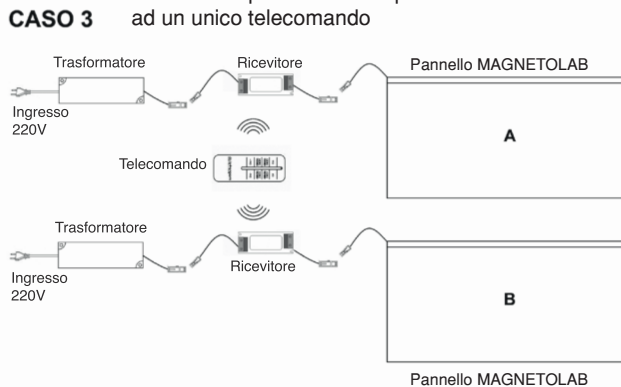 CASO 3 ad un unico telecomando
Trasformatore
Ricevitore
Pannello MAGNETOLAB
Ingresso
220V
A
Telecomando
Trasformatore
Ricevitore
Ingresso
220V
B
Pannello MAGNETOLAB